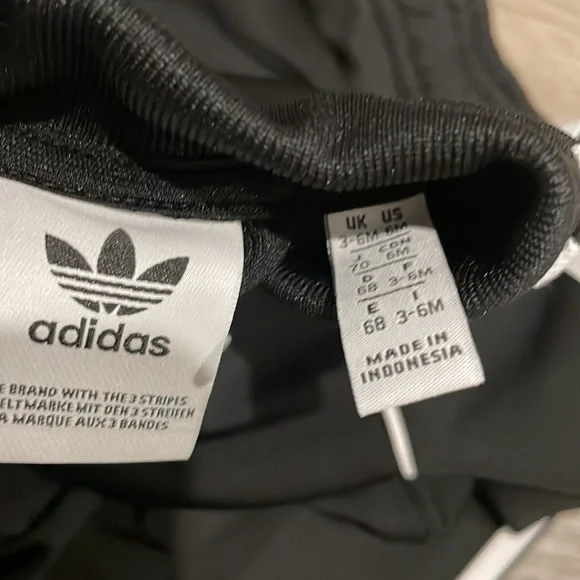 adidas
E BRAND WITH THE 3 STRIPES
ELTMARKE MIT DEN 3 STREIFEN
A MARQUE AUX 3 BANDES
UK US
3-6M 6M
J CDN
70 6M
D F
68 3-6M
E I
68 3-6M
MADE IN
INDONESIA